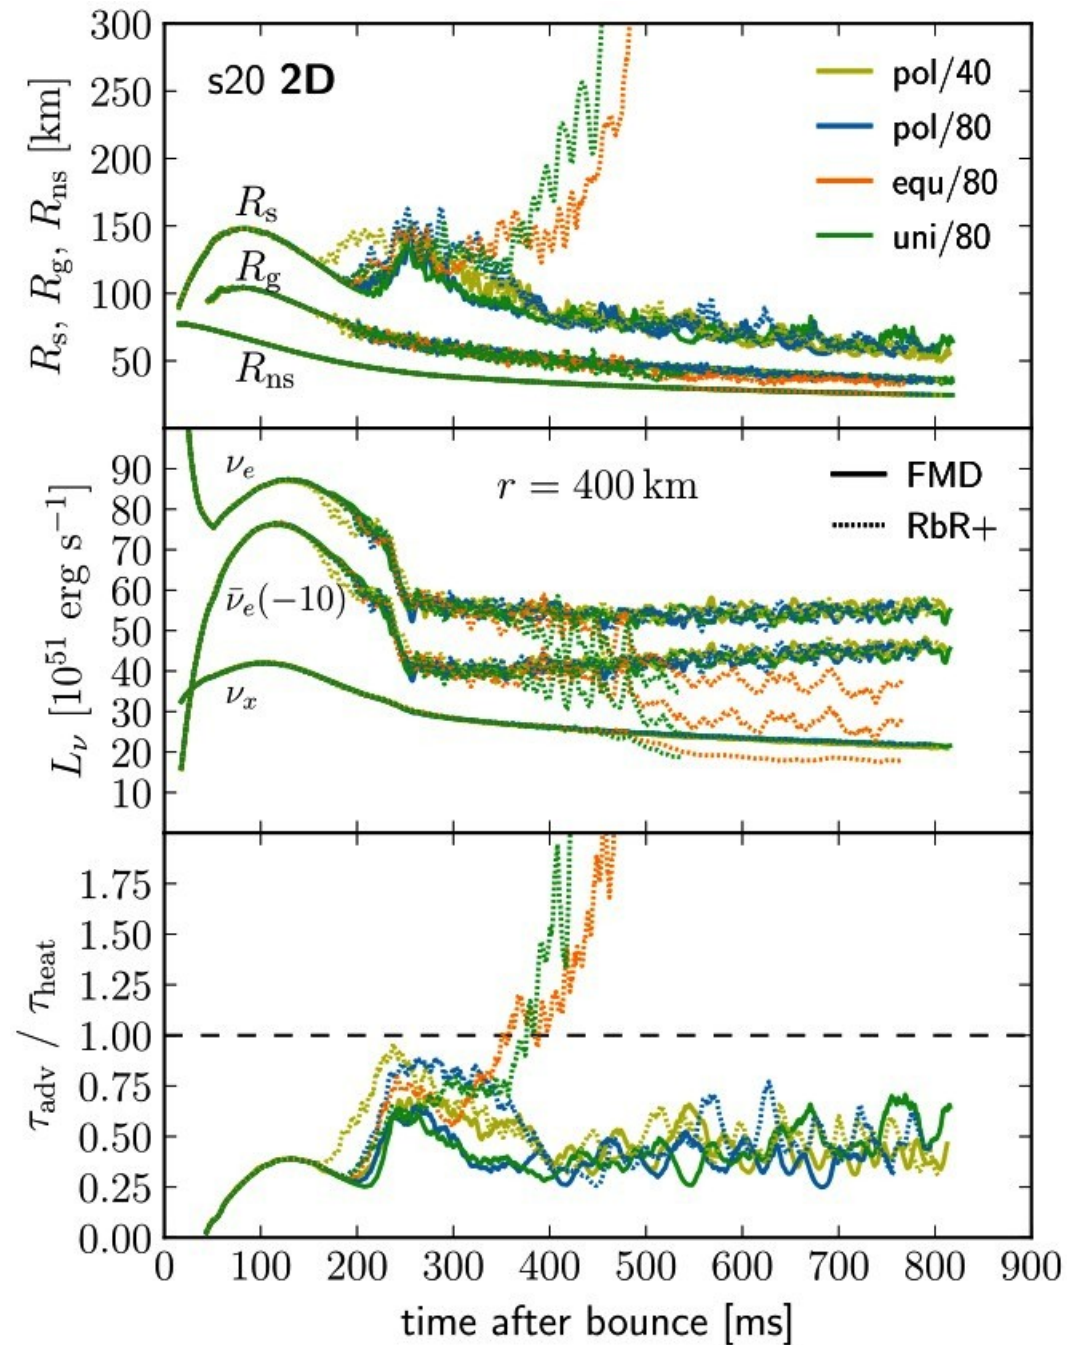 300
250
200
150
100
50
R_s, R_g, R_ns [km]
s20 2D
pol/40
pol/80
equ/80
uni/80
R_s
R_g
R_ns
90
80
70
60
50
40
30
20
10
L_ν [10^51 erg s^−1]
ν_e
r = 400 km
FMD
RbR+
ν̄_e(−10)
ν_x
1.75
1.50
1.25
1.00
0.75
0.50
0.25
0.00
τ_adv / τ_heat
0 100 200 300 400 500 600 700 800 900
time after bounce [ms]